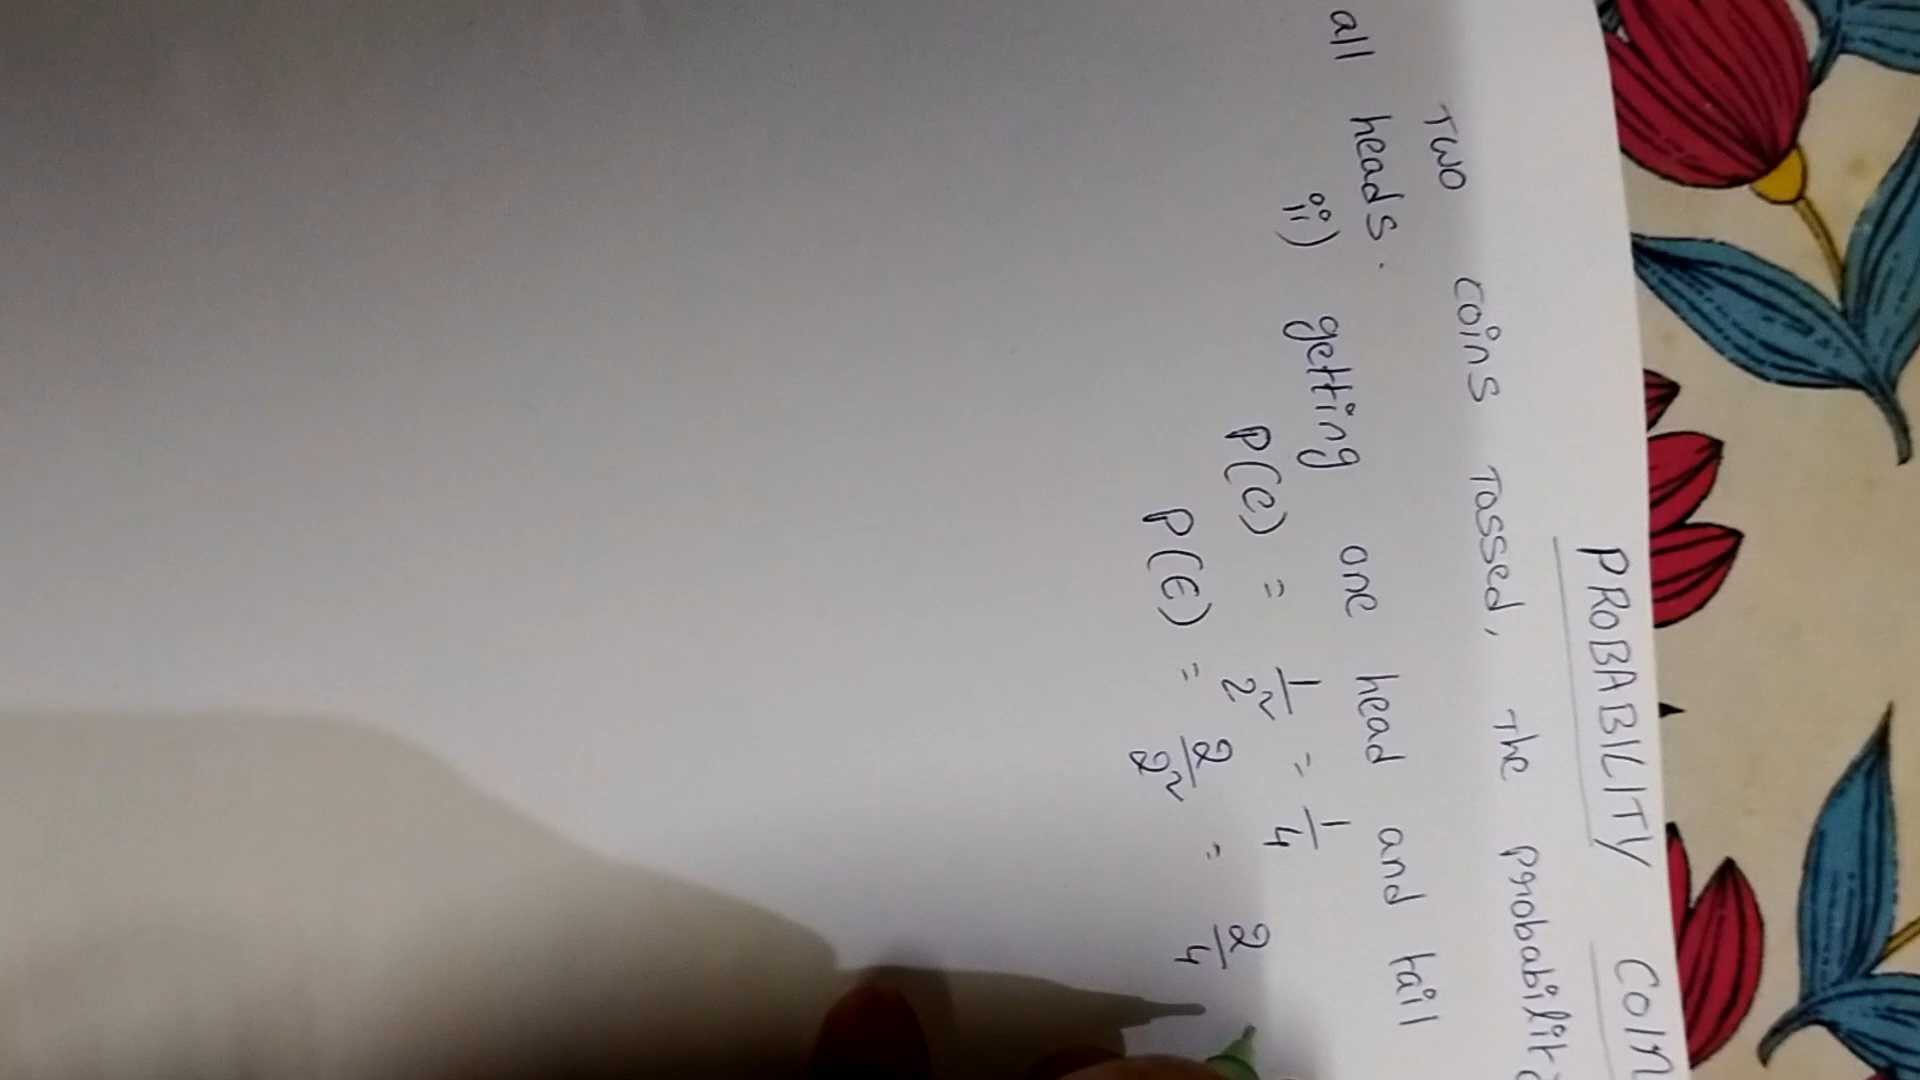 PROBABILITY COIN
Two coins Tossed, The probabilit
all heads.
ii) getting one head and tail
P(e) = 1/2² = 1/4
P(E) = 2/2² = 2/4